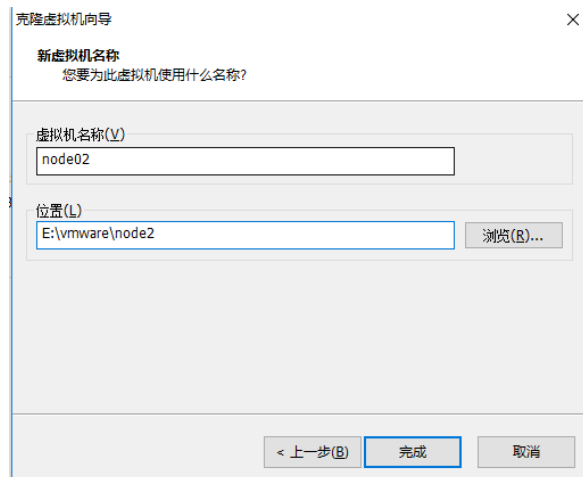 克隆虚拟机向导
新虚拟机名称
您要为此虚拟机使用什么名称?
虚拟机名称(V)
node02
位置(L)
E:\vmware\node2
浏览(R)...
< 上一步(B)
完成
取消